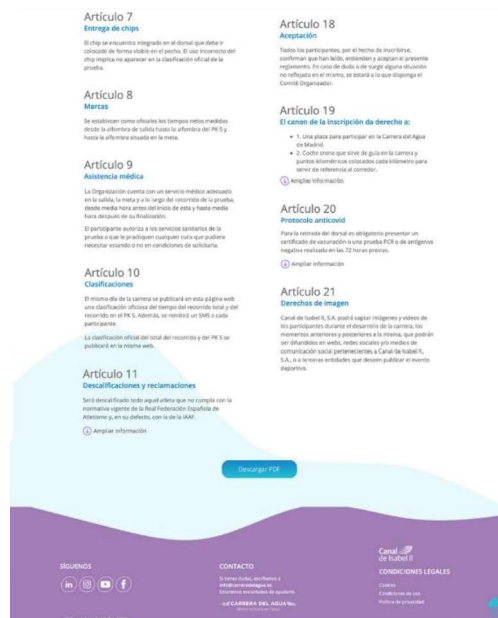 Artículo 7
Entrega de chips
El chip se encuentra integrado en el dorsal que debe ir
colocado de forma visible en el pecho. El uso incorrecto del
chip implica no aparecer en la clasificación oficial de la
prueba.
Artículo 8
Marcas
Se establecen como oficiales los tiempos netos medidos
desde la alfombra de salida hasta la alfombra del PK 5 y
hasta la alfombra situada en la meta.
Artículo 9
Asistencia médica
La Organización cuenta con un servicio médico adecuado
en la salida, la meta y a lo largo del recorrido de la prueba,
desde media hora antes del inicio de esta y hasta media
hora después de su finalización.
El participante autoriza a los servicios sanitarios de la
prueba a que le practiquen cualquier cura que pudiera
necesitar estando o no en condiciones de solicitarla.
Artículo 10
Clasificaciones
El mismo día de la carrera se publicará en esta página web
una clasificación oficiosa del tiempo del recorrido total y del
recorrido en el PK 5. Además, se remitirá un SMS a cada
participante.
La clasificación oficial del total del recorrido y del PK 5 se
publicará en la misma web.
Artículo 11
Descalificaciones y reclamaciones
Será descalificado todo aquel atleta que no cumpla con la
normativa vigente de la Real Federación Española de
Atletismo y, en su defecto, con la de la IAAF.
Ampliar información
Artículo 18
Aceptación
Todos los participantes, por el hecho de inscribirse,
confirman que han leído, entienden y aceptan el presente
reglamento. En caso de duda o de surgir alguna situación
no reflejada en el mismo, se estará a lo que disponga el
Comité Organizador.
Artículo 19
El canon de la inscripción da derecho a:
1. Una plaza para participar en la Carrera del Agua
de Madrid.
2. Coche crono que sirve de guía en la carrera y
puntos kilométricos colocados cada kilómetro para
servir de referencia al corredor.
Ampliar información
Artículo 20
Protocolo anticovid
Para la retirada del dorsal es obligatorio presentar un
certificado de vacunación o una prueba PCR o de antígenos
negativa realizada en las 72 horas previas.
Ampliar información
Artículo 21
Derechos de imagen
Canal de Isabel II, S.A. podrá captar imágenes y vídeos de
los participantes durante el desarrollo de la carrera, los
momentos anteriores y posteriores a la misma, que podrán
ser difundidos en webs, redes sociales y/o medios de
comunicación social pertenecientes a Canal de Isabel II,
S.A., o a terceras entidades que deseen publicar el evento
deportivo.
Descargar PDF
SÍGUENOS
in
f
CONTACTO
Si tienes dudas, escríbenos a
info@carreradelagua.es
Estaremos encantados de ayudarte.
CARRERA DEL AGUA
Canal
de Isabel II
CONDICIONES LEGALES
Cookies
Condiciones de uso
Política de privacidad